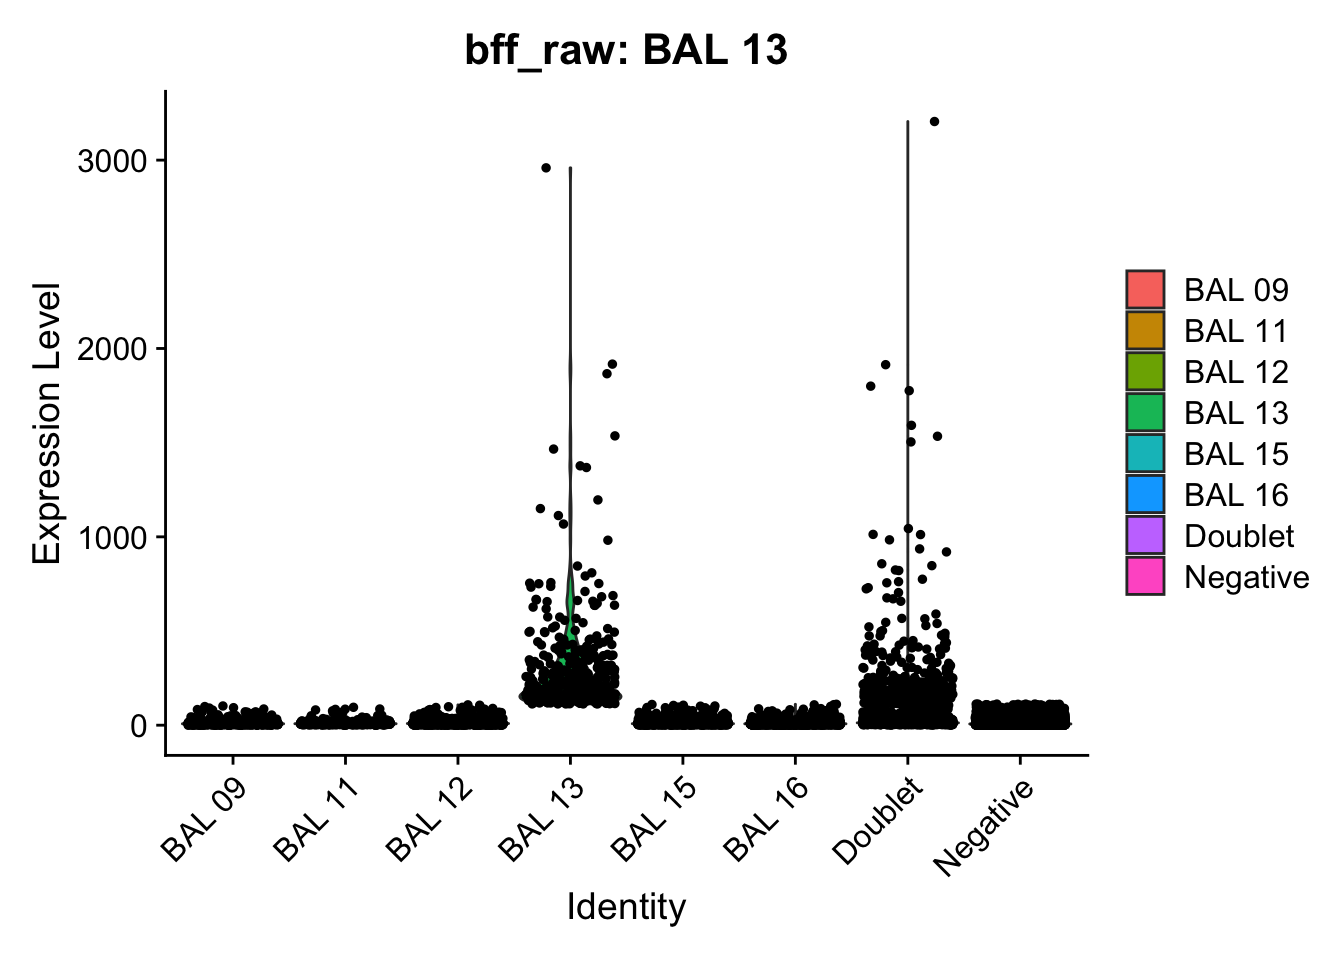 bff_raw: BAL 13
Expression Level
3000
2000
1000
0
BAL 09
BAL 11
BAL 12
BAL 13
BAL 15
BAL 16
Doublet
Negative
Identity
BAL 09
BAL 11
BAL 12
BAL 13
BAL 15
BAL 16
Doublet
Negative